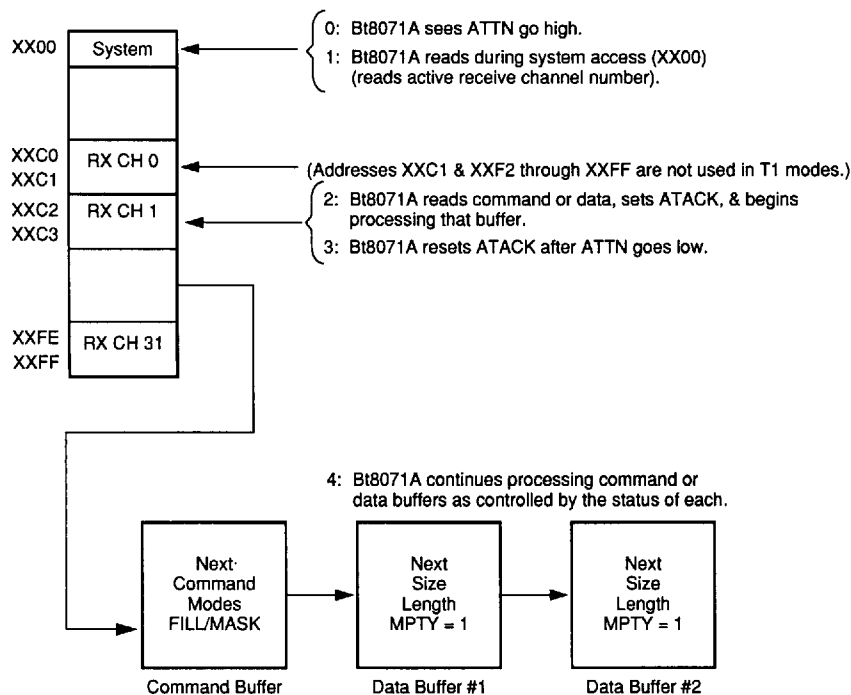 XX00
System
0: Bt8071A sees ATTN go high.
1: Bt8071A reads during system access (XX00)
(reads active receive channel number).
XXC0
XXC1
RX CH 0
(Addresses XXC1 & XXF2 through XXFF are not used in T1 modes.)
XXC2
XXC3
RX CH 1
2: Bt8071A reads command or data, sets ATACK, & begins
processing that buffer.
3: Bt8071A resets ATACK after ATTN goes low.
XXFE
XXFF
RX CH 31
4: Bt8071A continues processing command or
data buffers as controlled by the status of each.
Next
Command
Modes
FILL/MASK
Next
Size
Length
MPTY = 1
Next
Size
Length
MPTY = 1
Command Buffer
Data Buffer #1
Data Buffer #2